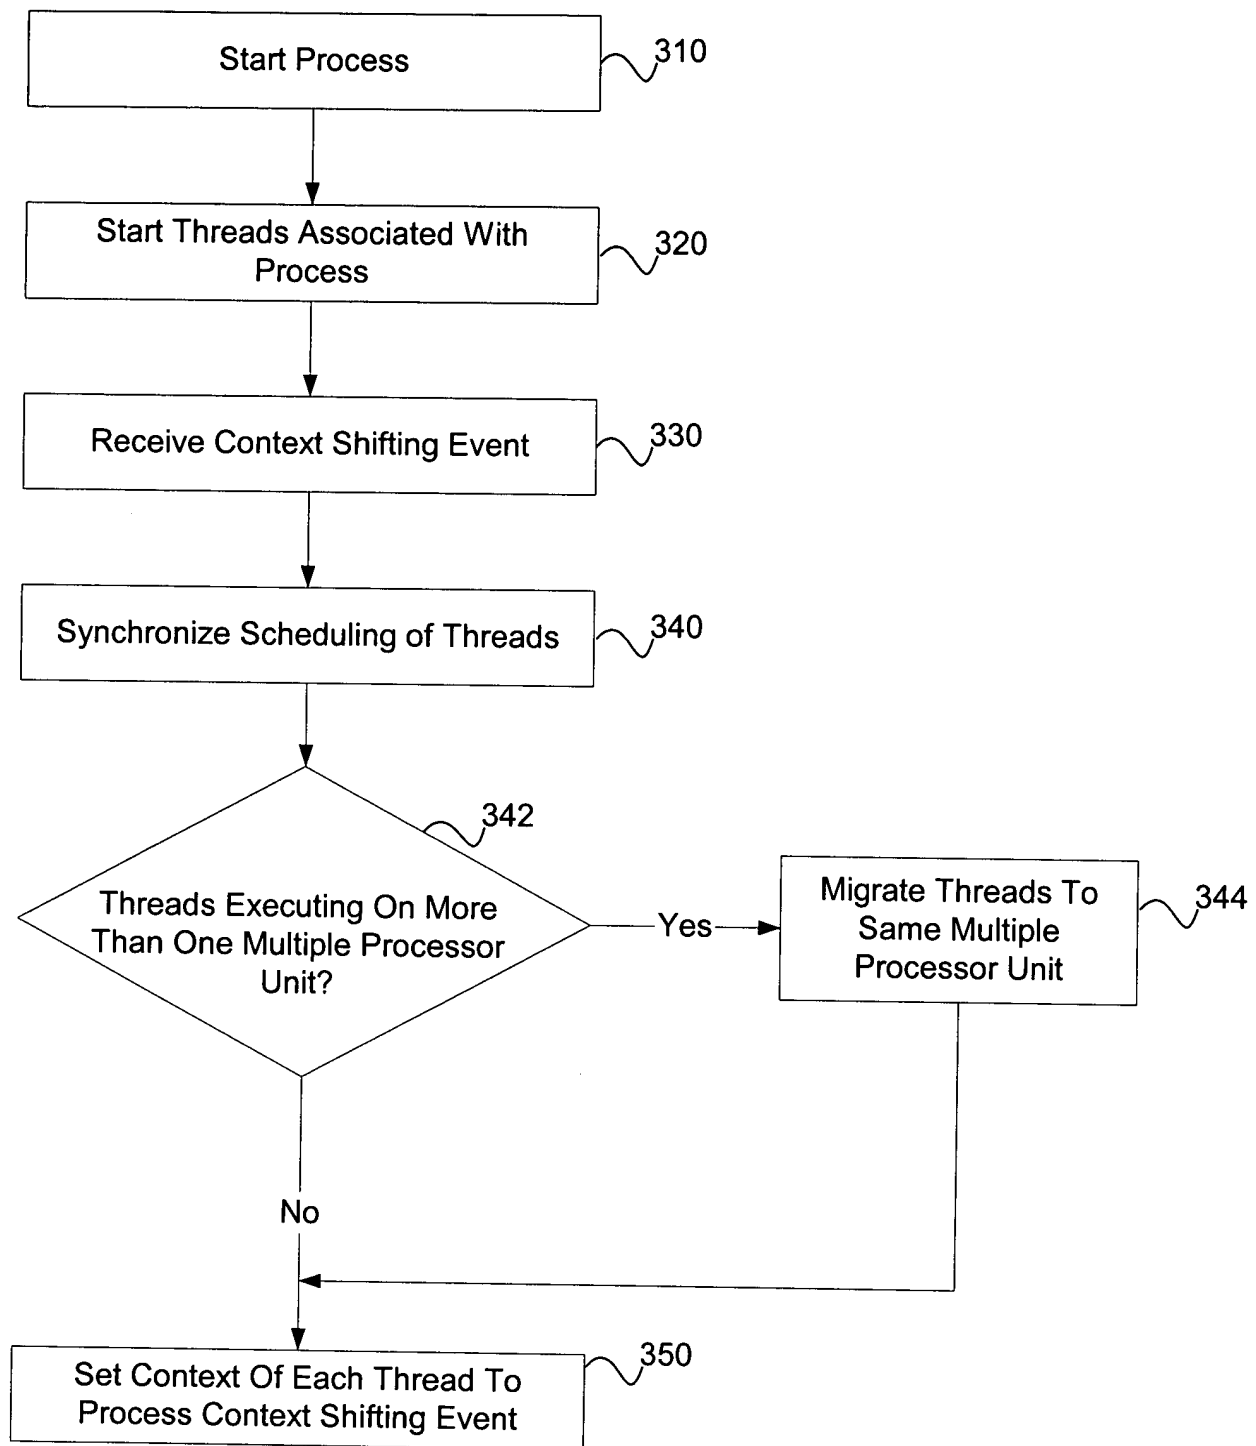 Start Process
310
Start Threads Associated With
Process
320
Receive Context Shifting Event
330
Synchronize Scheduling of Threads
340
342
Threads Executing On More
Than One Multiple Processor
Unit?
Yes
Migrate Threads To
Same Multiple
Processor Unit
344
No
Set Context Of Each Thread To
Process Context Shifting Event
350